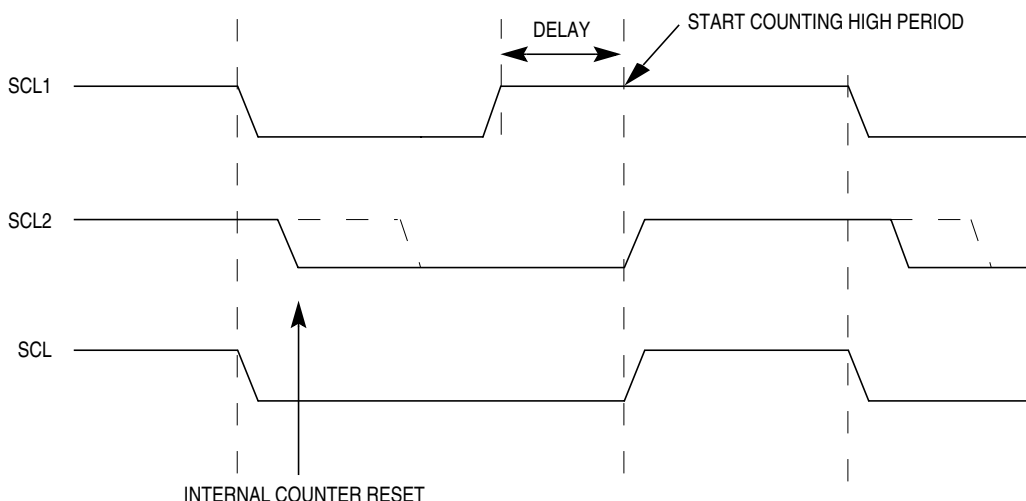 DELAY
START COUNTING HIGH PERIOD
SCL1
SCL2
SCL
INTERNAL COUNTER RESET